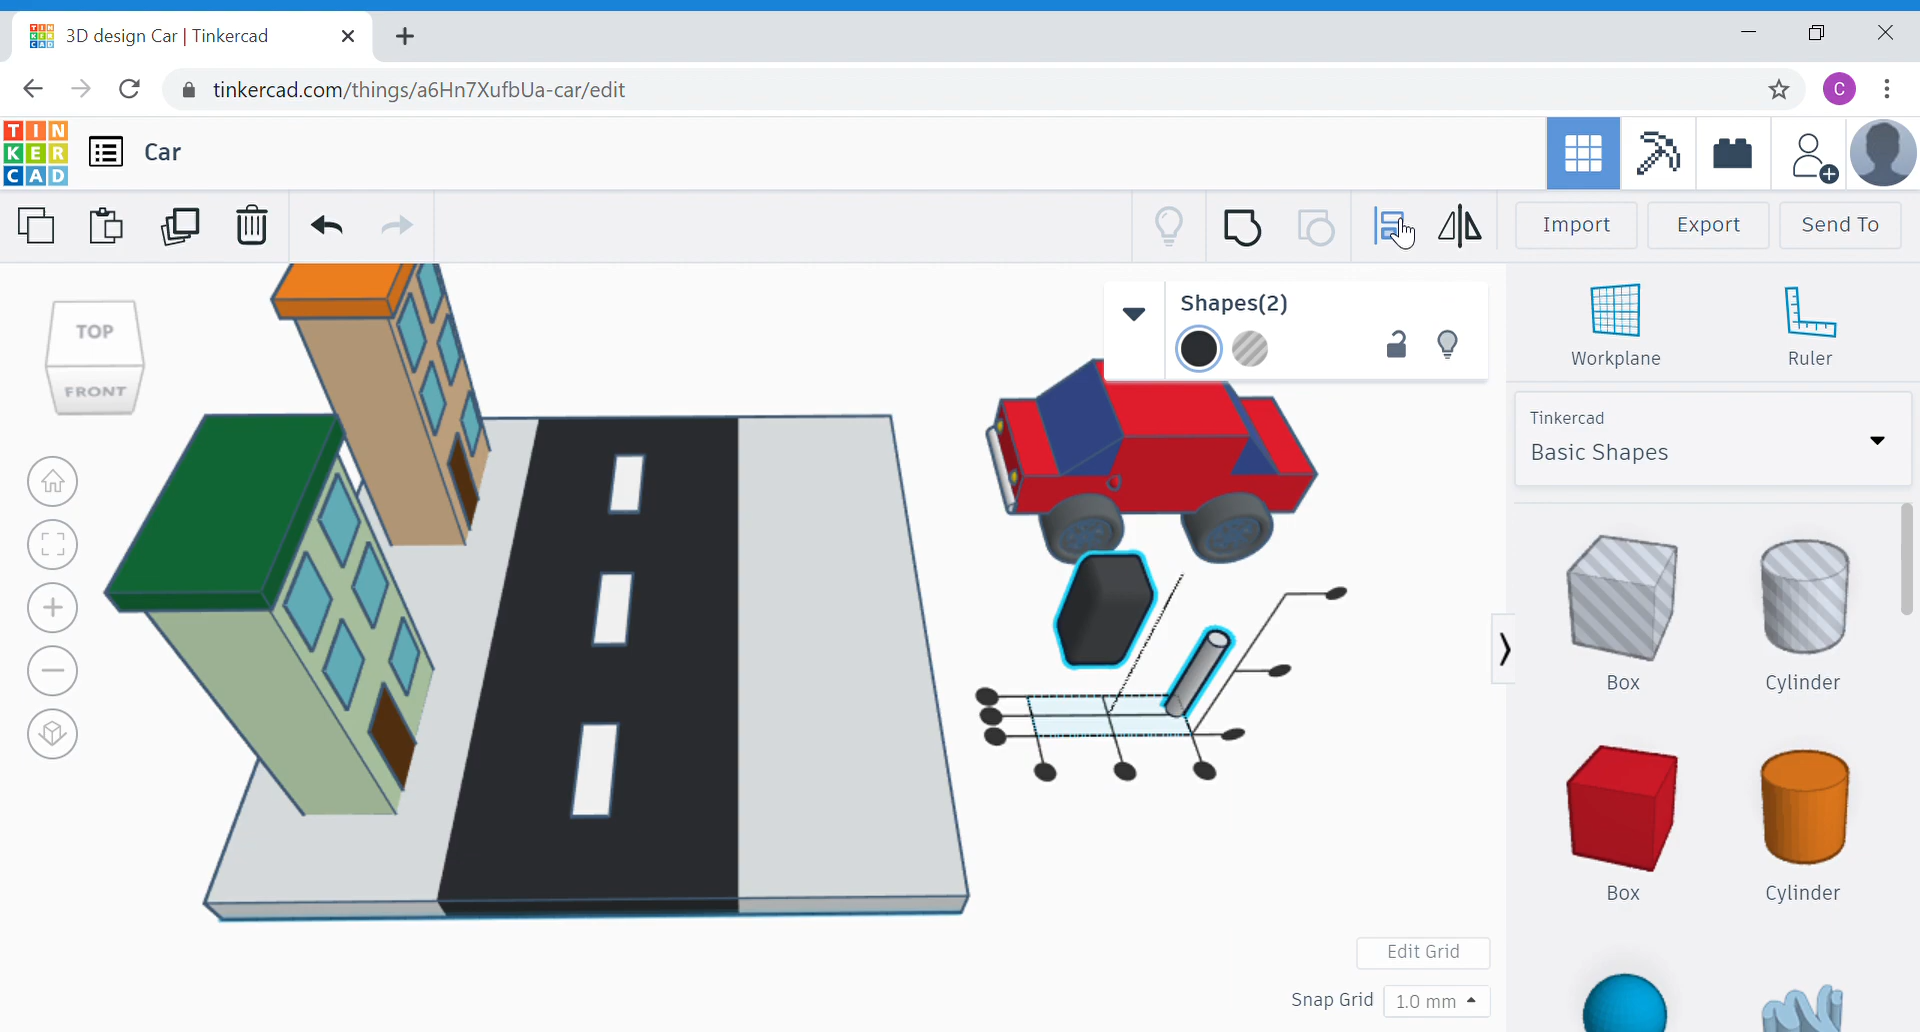 3D design Car | Tinkercad
tinkercad.com/things/a6Hn7XufbUa-car/edit
C
TIN
KER
CAD
Car
Import
Export
Send To
TOP
FRONT
Shapes(2)
Workplane
Ruler
Tinkercad
Basic Shapes
Box
Cylinder
Box
Cylinder
Edit Grid
Snap Grid
1.0 mm